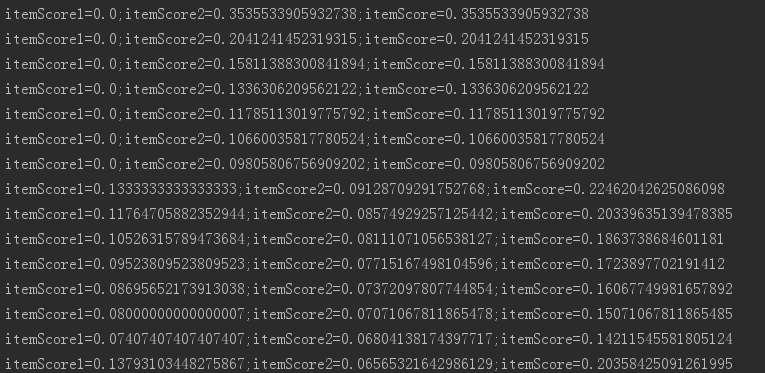 itemScore1=0.0;itemScore2=0.3535533905932738;itemScore=0.3535533905932738
itemScore1=0.0;itemScore2=0.2041241452319315;itemScore=0.2041241452319315
itemScore1=0.0;itemScore2=0.15811388300841894;itemScore=0.15811388300841894
itemScore1=0.0;itemScore2=0.1336306209562122;itemScore=0.1336306209562122
itemScore1=0.0;itemScore2=0.11785113019775792;itemScore=0.11785113019775792
itemScore1=0.0;itemScore2=0.10660035817780524;itemScore=0.10660035817780524
itemScore1=0.0;itemScore2=0.09805806756909202;itemScore=0.09805806756909202
itemScore1=0.1333333333333333;itemScore2=0.09128709291752768;itemScore=0.22462042625086098
itemScore1=0.11764705882352944;itemScore2=0.08574929257125442;itemScore=0.20339635139478385
itemScore1=0.10526315789473684;itemScore2=0.08111071056538127;itemScore=0.1863738684601181
itemScore1=0.09523809523809523;itemScore2=0.07715167498104596;itemScore=0.1723897702191412
itemScore1=0.08695652173913038;itemScore2=0.07372097807744854;itemScore=0.16067749981657892
itemScore1=0.08000000000000007;itemScore2=0.07071067811865478;itemScore=0.15071067811865485
itemScore1=0.07407407407407407;itemScore2=0.06804138174397717;itemScore=0.14211545581805124
itemScore1=0.13793103448275867;itemScore2=0.06565321642986129;itemScore=0.20358425091261995